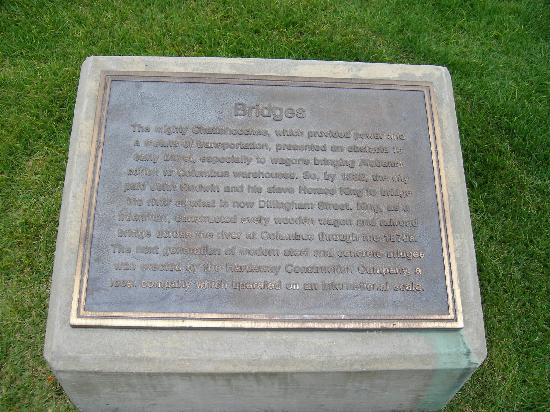 Bridges
The mighty Chattahoochee, which provided power and
a means of transportation, presented an obstacle in
early travel, especially to wagons bringing Alabama
cotton to Columbus warehouses. So, by 1832, the city
paid John Godwin and his slave Horace King to bridge
the river at what is now Dillingham Street. King, as a
freedman, constructed every wooden wagon and railroad
bridge across the river at Columbus through the 1870s.
The next generation of modern steel and concrete bridges
was erected by the Hardaway Construction Company, a
local company which operated on an international scale.